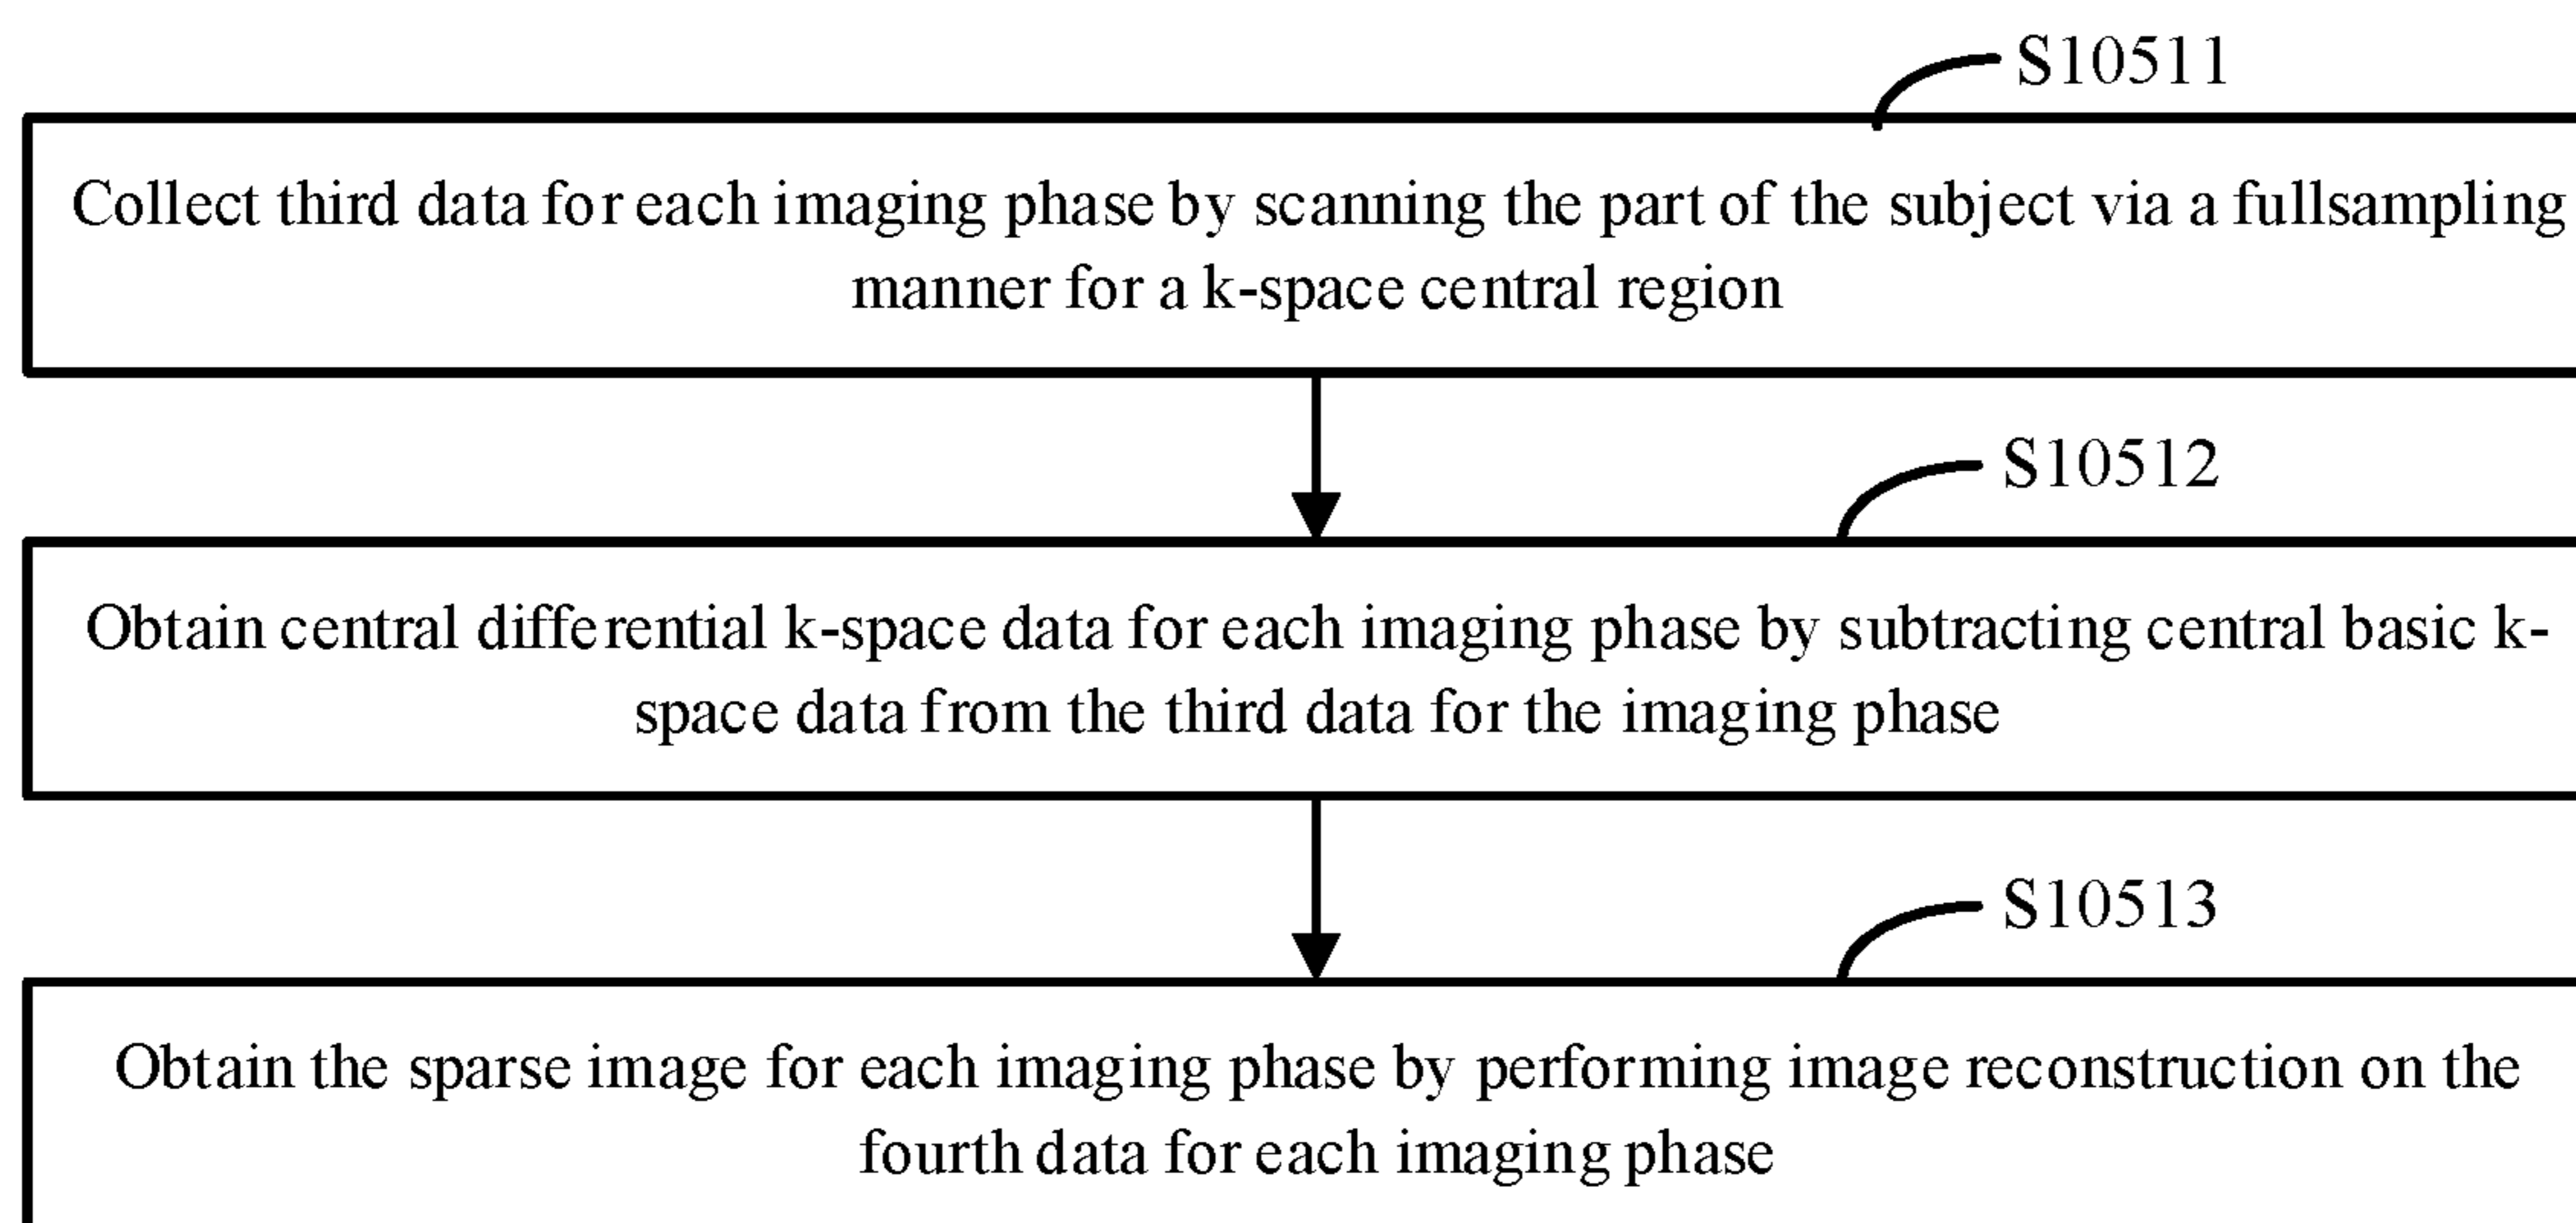 S10511
Collect third data for each imaging phase by scanning the part of the subject via a fullsampling
manner for a k-space central region
S10512
Obtain central differential k-space data for each imaging phase by subtracting central basic k-
space data from the third data for the imaging phase
S10513
Obtain the sparse image for each imaging phase by performing image reconstruction on the
fourth data for each imaging phase